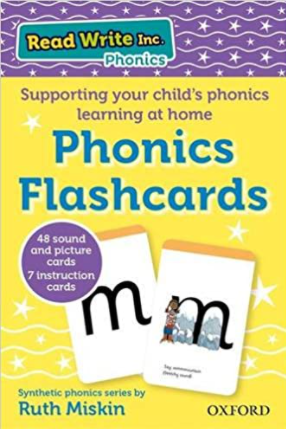 Read Write Inc.
Phonics
Supporting your child's phonics
learning at home
Phonics
Flashcards
48 sound
and picture
cards
7 instruction
cards
m
m
Synthetic phonics series by
Ruth Miskin
OXFORD